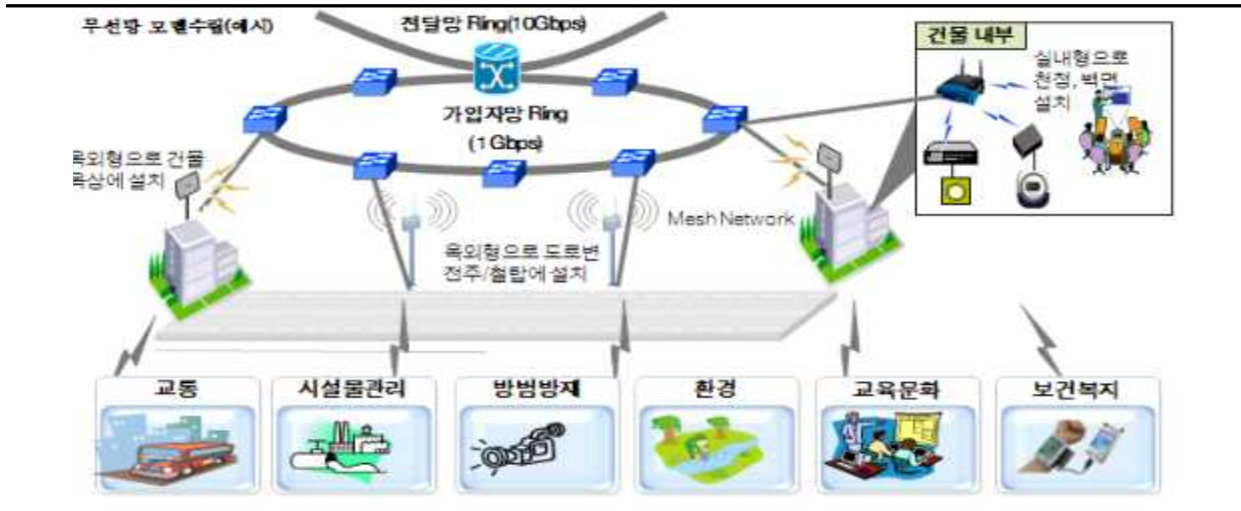 무선망 모델수립(예시)
전달망 Ring(10Gbps)
건물 내부
실내형으로
천정, 벽면
설치
가입자망 Ring
(1Gbps)
옥외형으로 건물
옥상에 설치
Mesh Network
옥외형으로 도로변
전주/철탑에 설치
교통
시설물관리
방범방재
환경
교육문화
보건복지